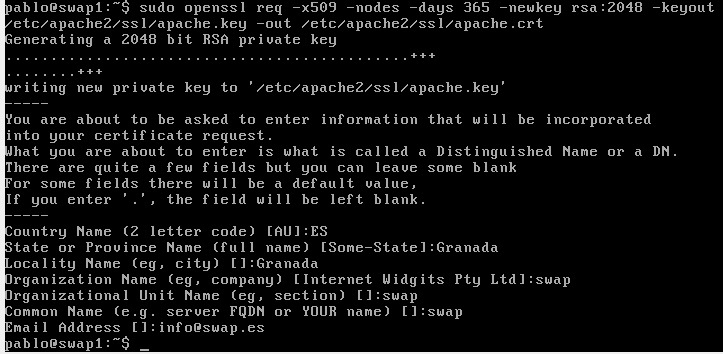 pablo@swap1:~$ sudo openssl req -x509 -nodes -days 365 -newkey rsa:2048 -keyout
/etc/apache2/ssl/apache.key -out /etc/apache2/ssl/apache.crt
Generating a 2048 bit RSA private key
.............................................+++
........+++
writing new private key to '/etc/apache2/ssl/apache.key'
-----
You are about to be asked to enter information that will be incorporated
into your certificate request.
What you are about to enter is what is called a Distinguished Name or a DN.
There are quite a few fields but you can leave some blank
For some fields there will be a default value,
If you enter '.', the field will be left blank.
-----
Country Name (2 letter code) [AU]:ES
State or Province Name (full name) [Some-State]:Granada
Locality Name (eg, city) []:Granada
Organization Name (eg, company) [Internet Widgits Pty Ltd]:swap
Organizational Unit Name (eg, section) []:swap
Common Name (e.g. server FQDN or YOUR name) []:swap
Email Address []:info@swap.es
pablo@swap1:~$ _